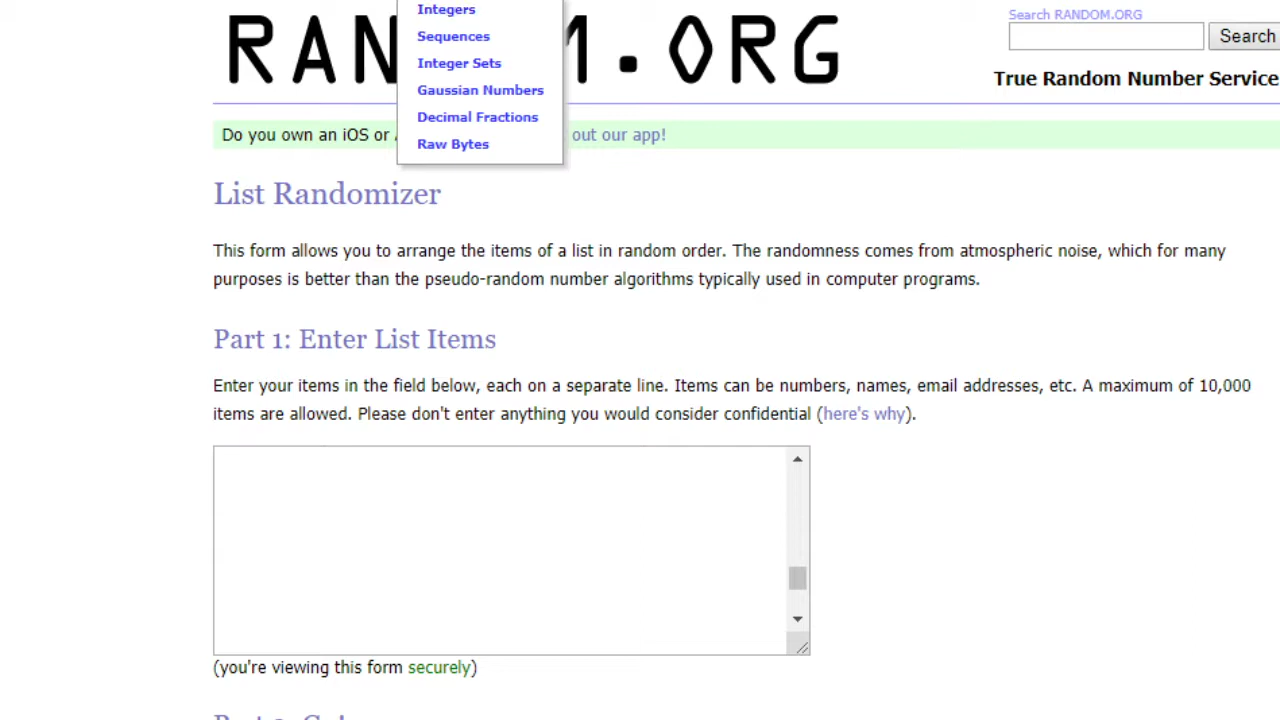 Integers
Sequences
Integer Sets
Gaussian Numbers
Decimal Fractions
Raw Bytes
RAN M.ORG
Search RANDOM.ORG
Search
True Random Number Service
Do you own an iOS or out our app!
List Randomizer
This form allows you to arrange the items of a list in random order. The randomness comes from atmospheric noise, which for many
purposes is better than the pseudo-random number algorithms typically used in computer programs.
Part 1: Enter List Items
Enter your items in the field below, each on a separate line. Items can be numbers, names, email addresses, etc. A maximum of 10,000
items are allowed. Please don't enter anything you would consider confidential (here's why).
(you're viewing this form securely)